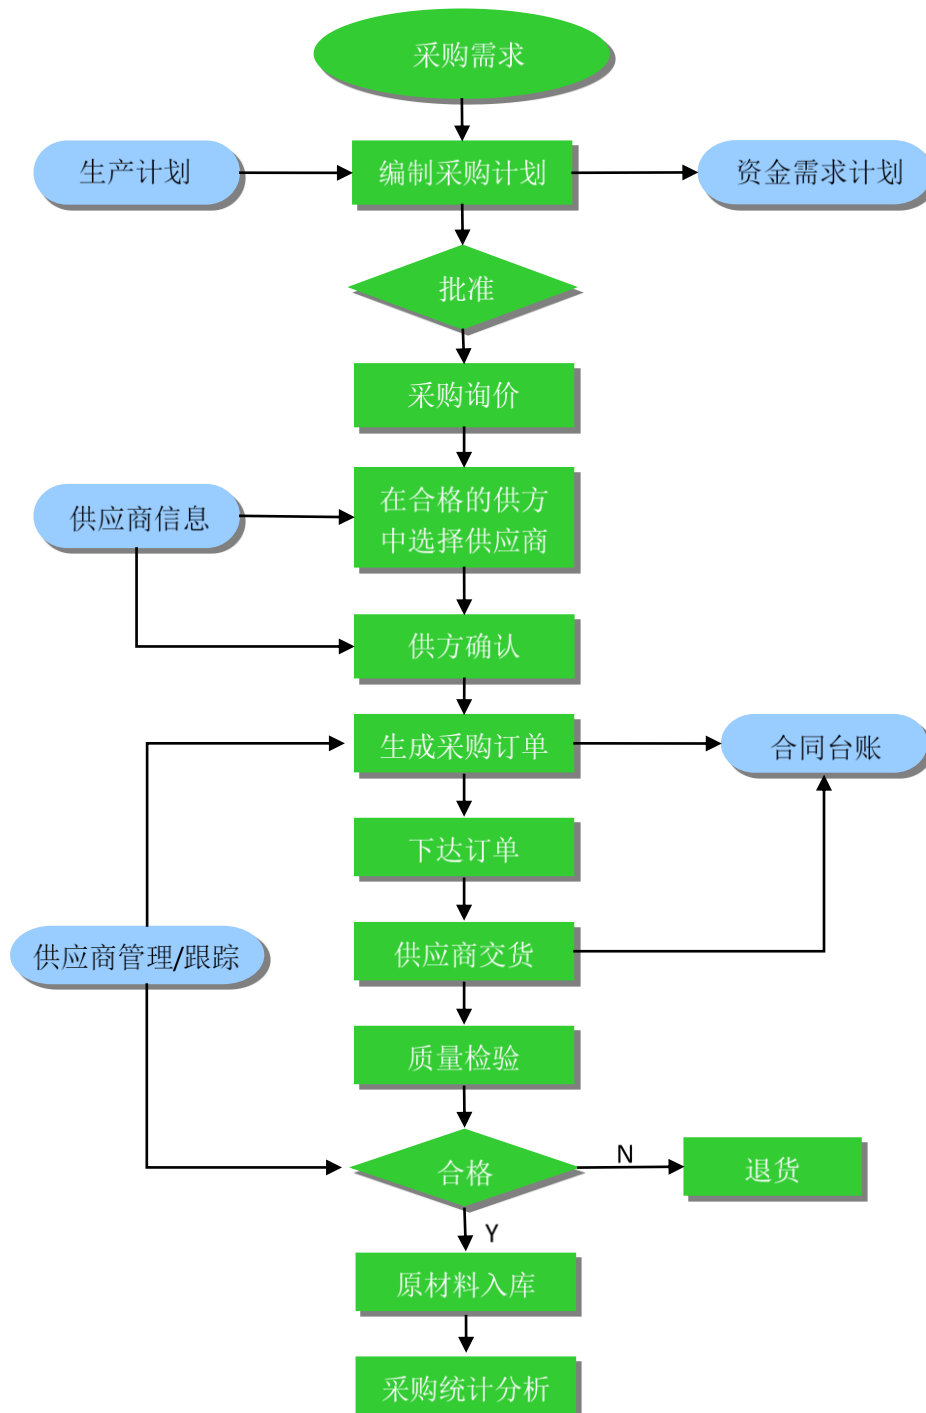 采购需求
生产计划
编制采购计划
资金需求计划
批准
采购询价
供应商信息
在合格的供方
中选择供应商
供方确认
生成采购订单
合同台账
下达订单
供应商管理/跟踪
供应商交货
质量检验
合格
N
退货
Y
原材料入库
采购统计分析